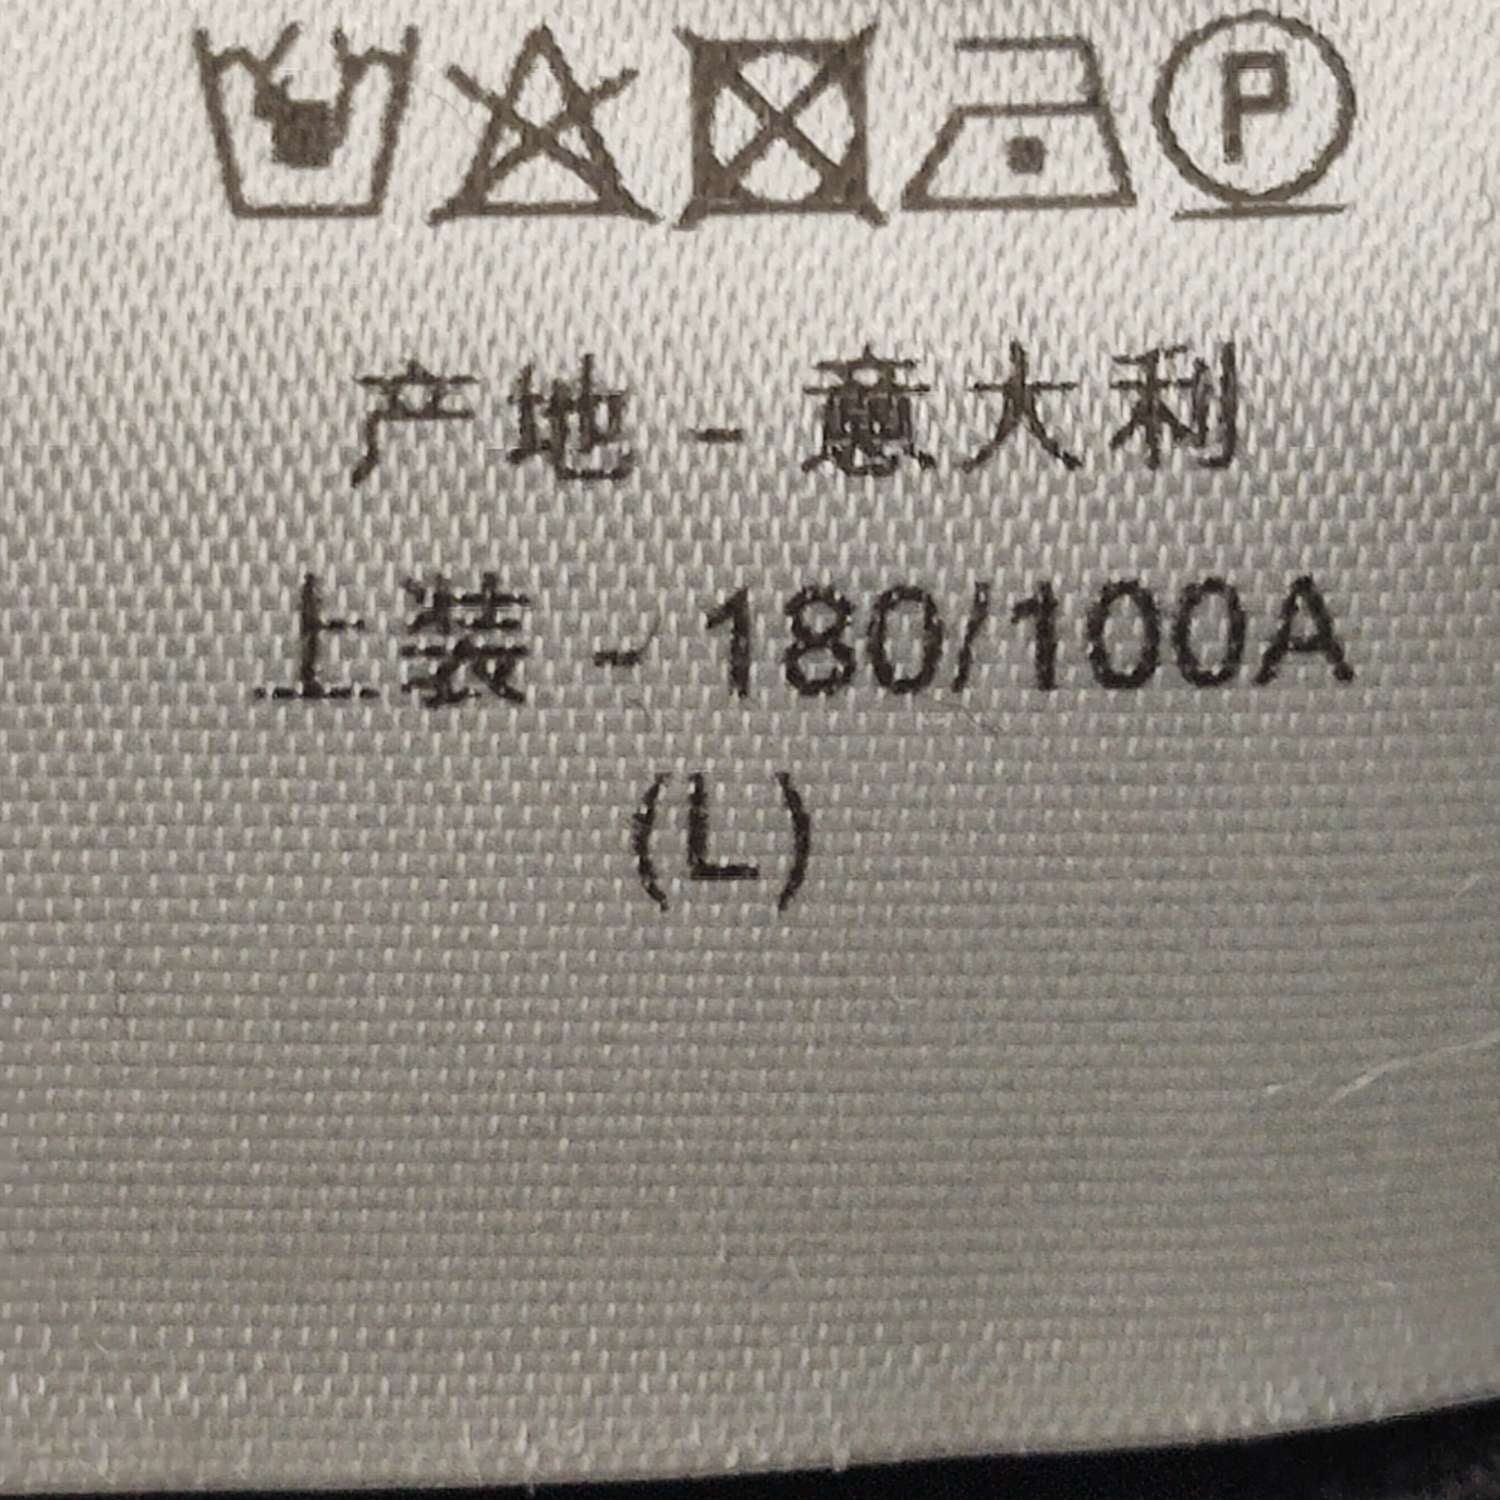 P
产地 - 意大利
上装 - 180/100A
(L)